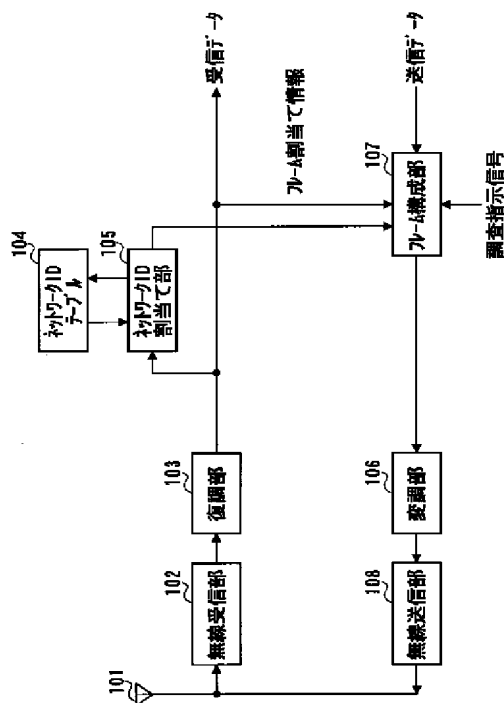 101
102
無線受信部
103
復調部
104
ネットワークID
テーブル
105
ネットワークID
割当て部
受信データ
フレーム割当て情報
107
フレーム構成部
送信データ
調査指示信号
106
変調部
108
無線送信部